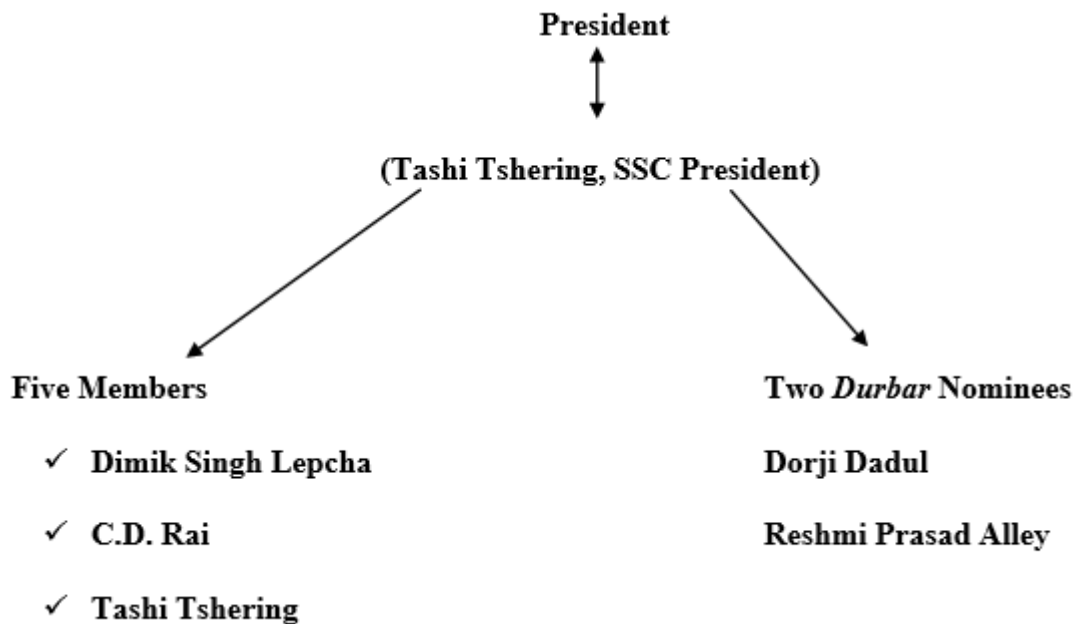 President
(Tashi Tshering, SSC President)
Five Members
✓ Dimik Singh Lepcha
✓ C.D. Rai
✓ Tashi Tshering
Two Durbar Nominees
Dorji Dadul
Reshmi Prasad Alley